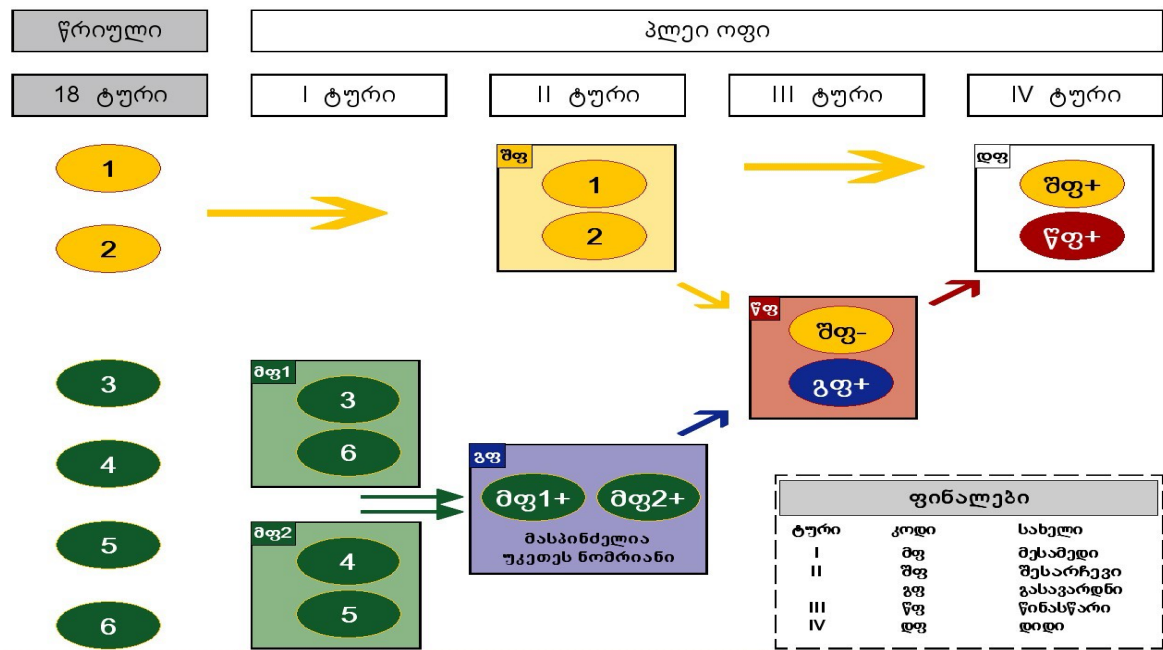 წრიული
პლეი ოფი
18 ტური
I ტური
II ტური
III ტური
IV ტური
1
2
3
4
5
6
მფ1
3
6
მფ2
4
5
შფ
1
2
გფ
მფ1+ მფ2+
მასპინძელია
უკეთეს ნომრიანი
წფ
შფ-
გფ+
დფ
შფ+
წფ+
ფინალები
ტური კოდი სახელი
I მფ მესამედი
II შფ შესარჩევი
გფ გასავარდნი
III წფ წინასწარი
IV დფ დიდი